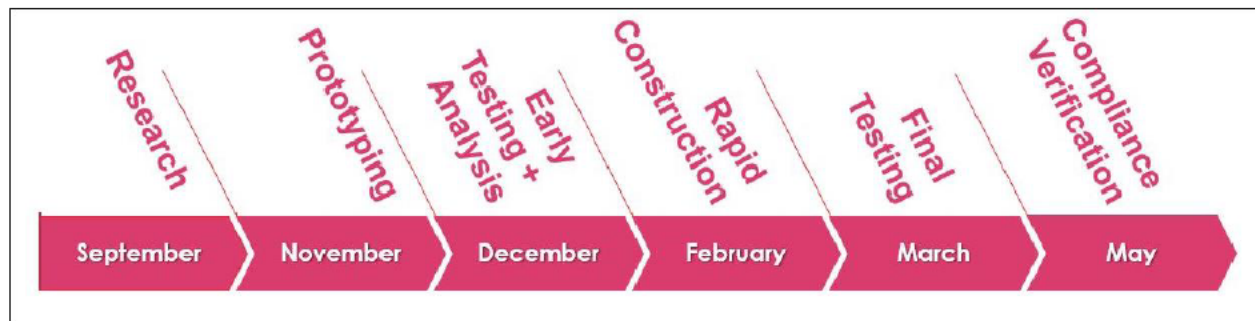 Research
Prototyping
Early
Testing +
Analysis
Rapid
Construction
Final
Testing
Compliance
Verification
September
November
December
February
March
May